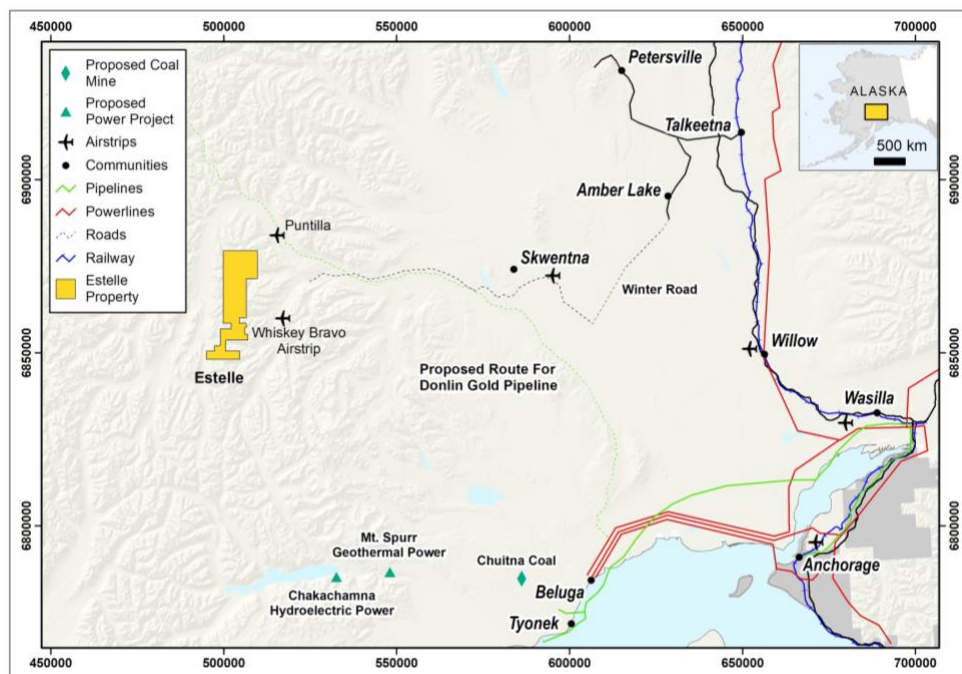 450000
500000
550000
600000
650000
700000
Proposed Coal
Mine
Proposed
Power Project
Airstrips
Communities
Pipelines
Powerlines
Roads
Railway
Estelle
Property
ALASKA
500 km
Petersville
Talkeetna
6900000
6900000
Amber Lake
Puntilla
Skwentna
Winter Road
Whiskey Bravo
Airstrip
6850000
6850000
Estelle
Proposed Route For
Donlin Gold Pipeline
Willow
Wasilla
6800000
6800000
Mt. Spurr
Geothermal Power
Chuitna Coal
Chakachamna
Hydroelectric Power
Beluga
Anchorage
Tyonek
450000
500000
550000
600000
650000
700000